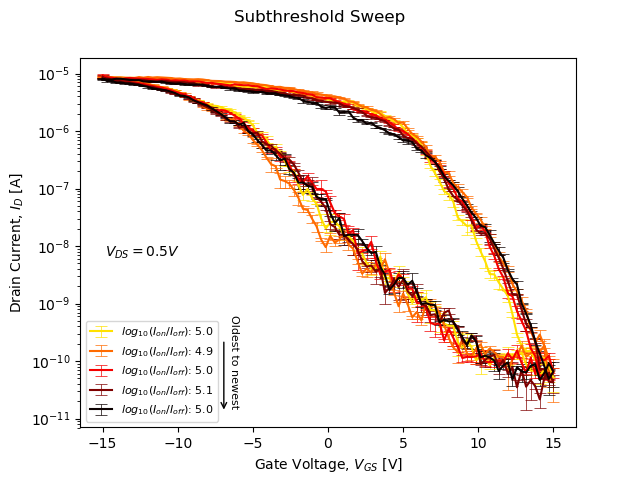 Subthreshold Sweep
Drain Current, I_D [A]
10⁻⁵
10⁻⁶
10⁻⁷
10⁻⁸
10⁻⁹
10⁻¹⁰
10⁻¹¹
V_DS = 0.5V
log₁₀(I_on/I_off): 5.0
log₁₀(I_on/I_off): 4.9
log₁₀(I_on/I_off): 5.0
log₁₀(I_on/I_off): 5.1
log₁₀(I_on/I_off): 5.0
Oldest to newest
−15 −10 −5 0 5 10 15
Gate Voltage, V_GS [V]